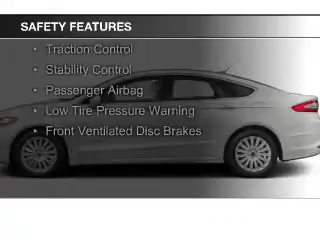 SAFETY FEATURES
• Traction Control
• Stability Control
• Passenger Airbag
• Low Tire Pressure Warning
• Front Ventilated Disc Brakes